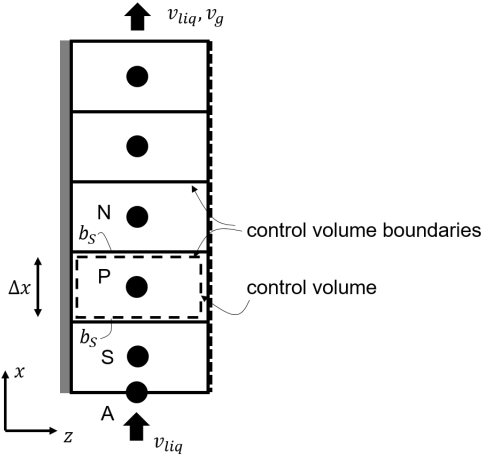 v_liq, v_g
N
b_S
control volume boundaries
P
Δx
control volume
b_S
S
x
A
z
v_liq